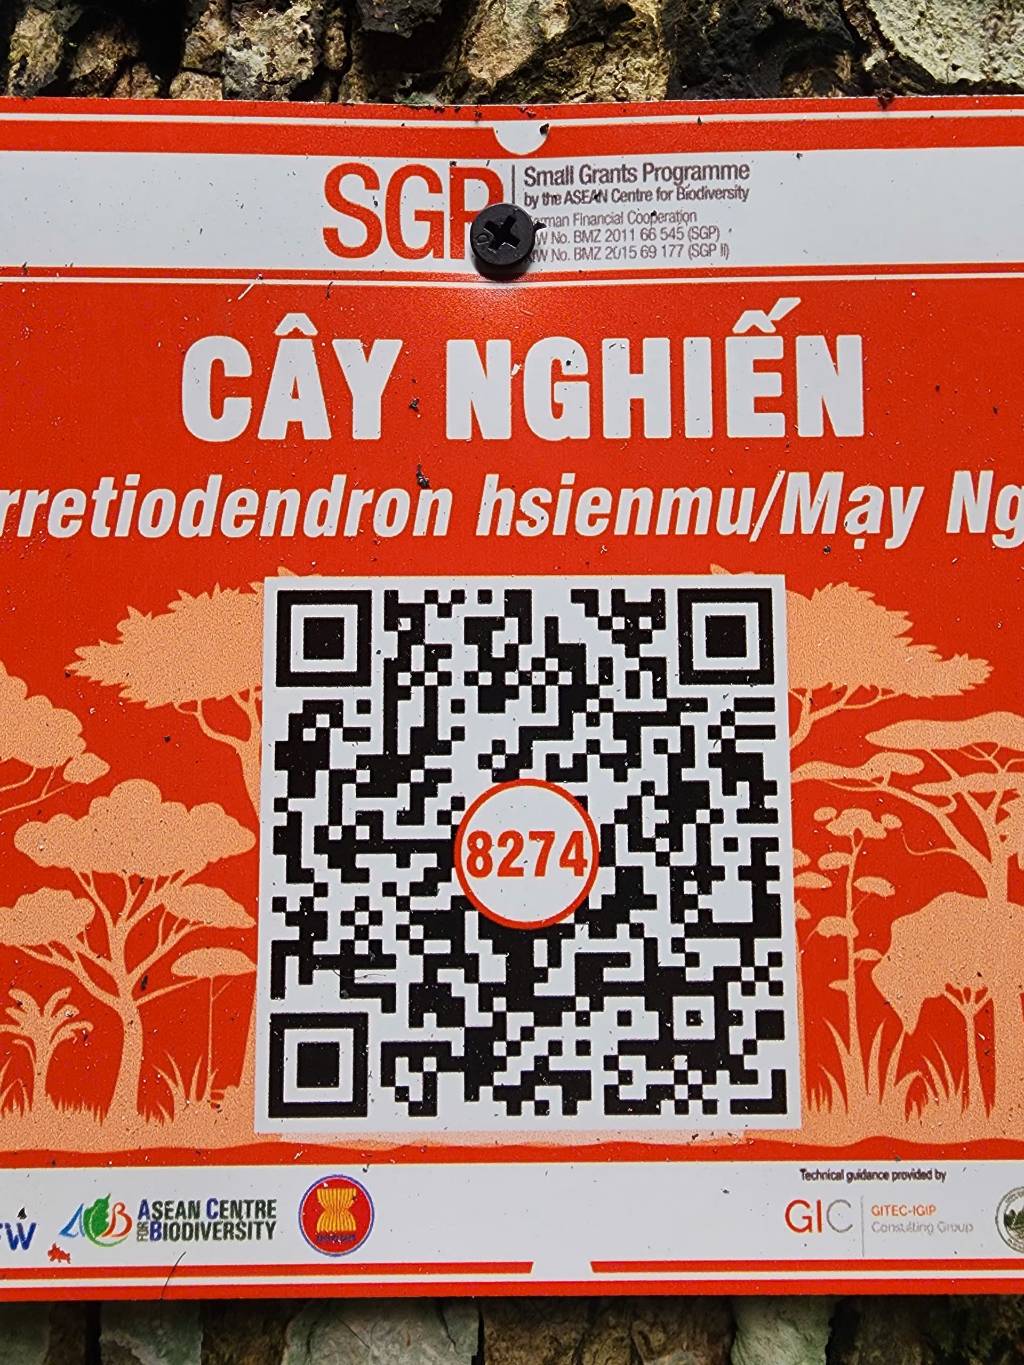 SGP
Small Grants Programme
by the ASEAN Centre for Biodiversity
German Financial Cooperation
No. BMZ 2011 66 545 (SGP)
No. BMZ 2015 69 177 (SGP II)
CÂY NGHIẾN
rretiodendron hsienmu/Mạy Ng
8274
FW
ASEAN CENTRE
FOR BIODIVERSITY
Technical guidance provided by
GIC
GITEC-IGIP
Consulting Group